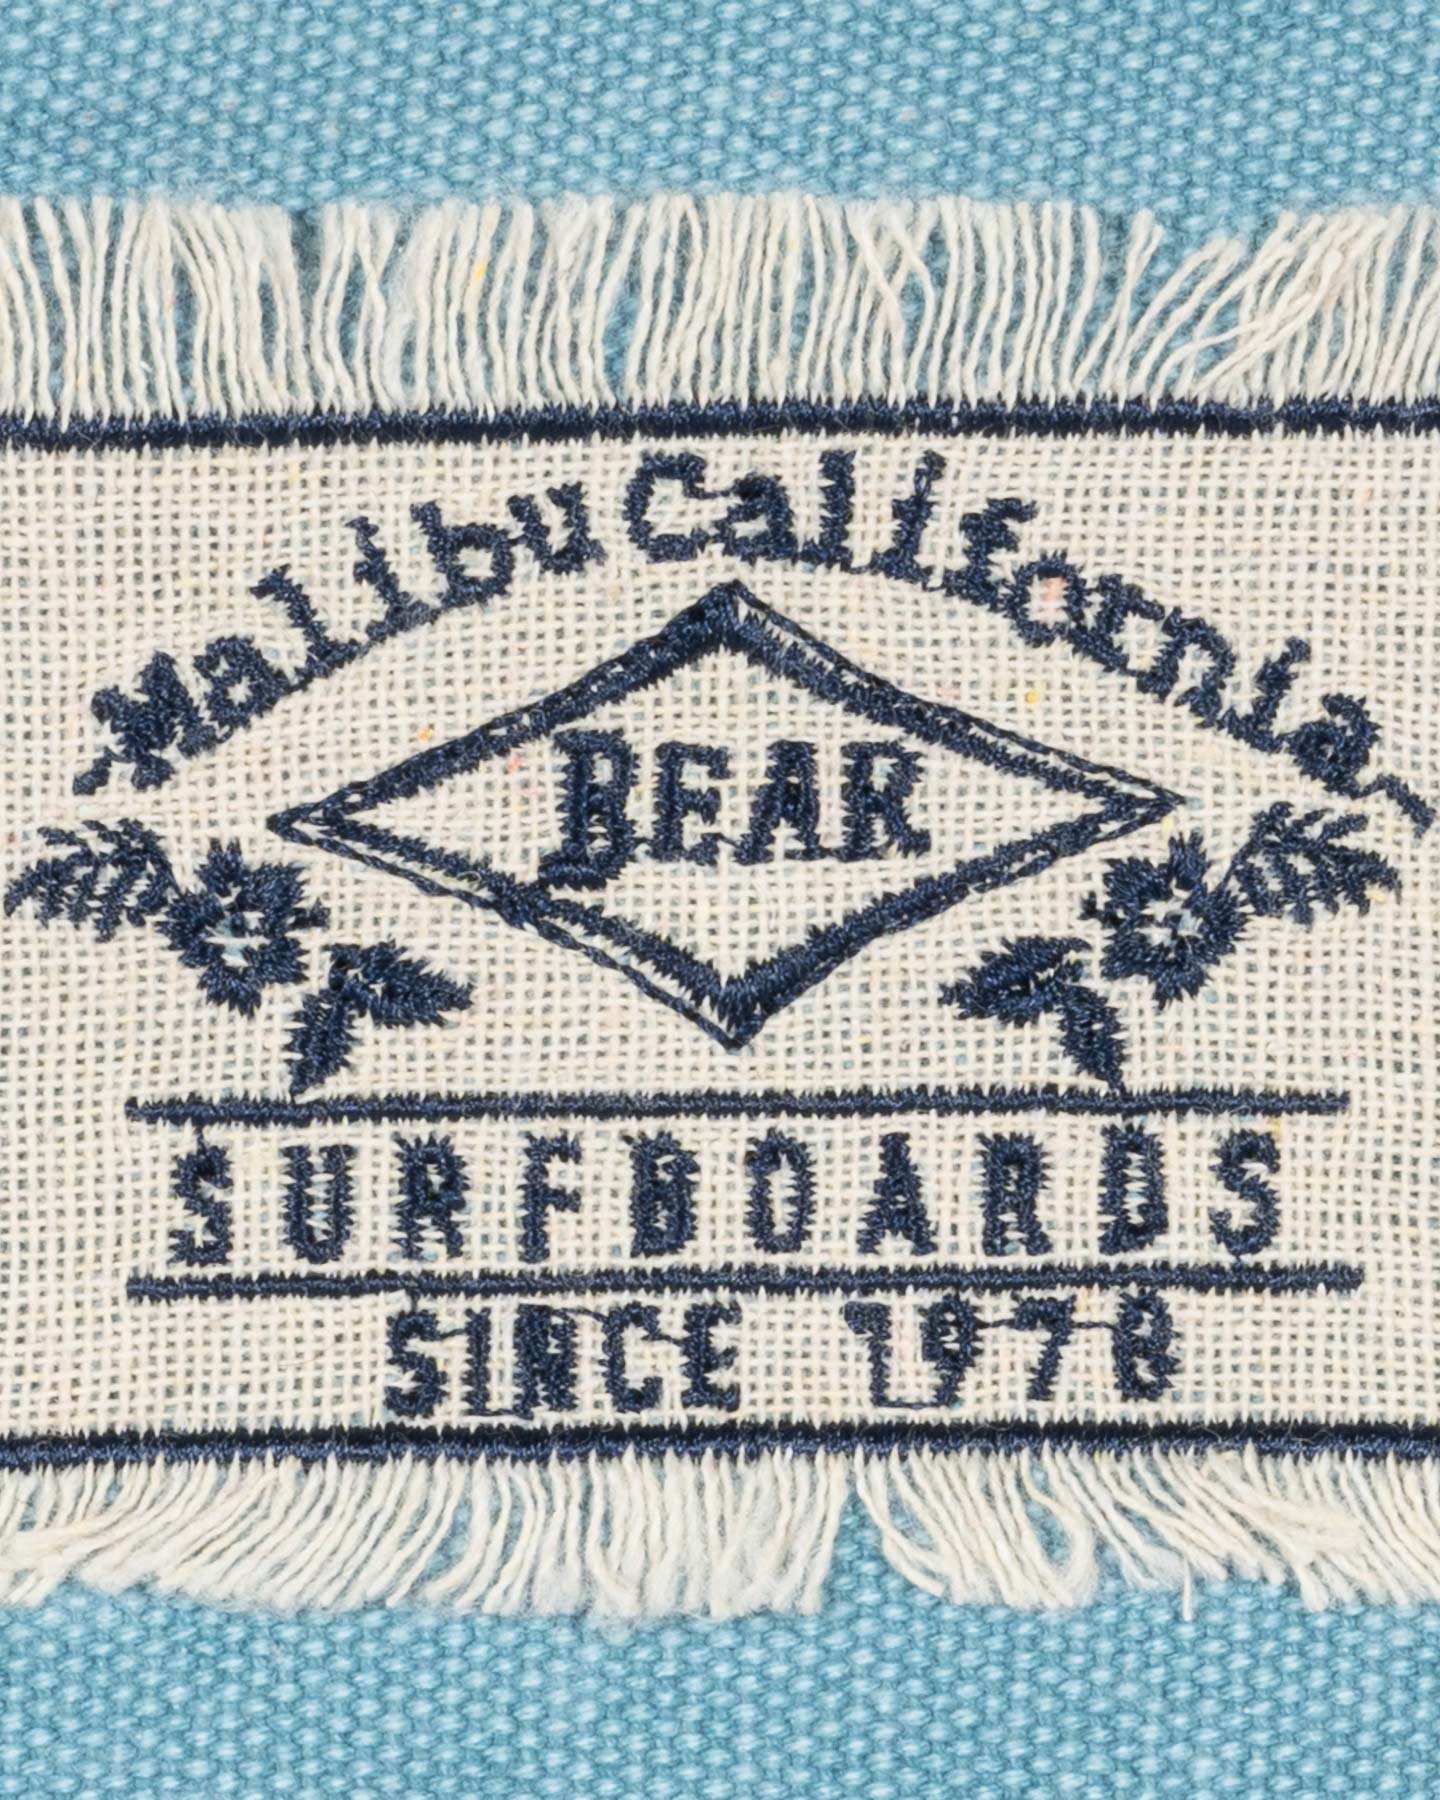 Malibu California
BEAR
SURFBOARDS
SINCE 1978